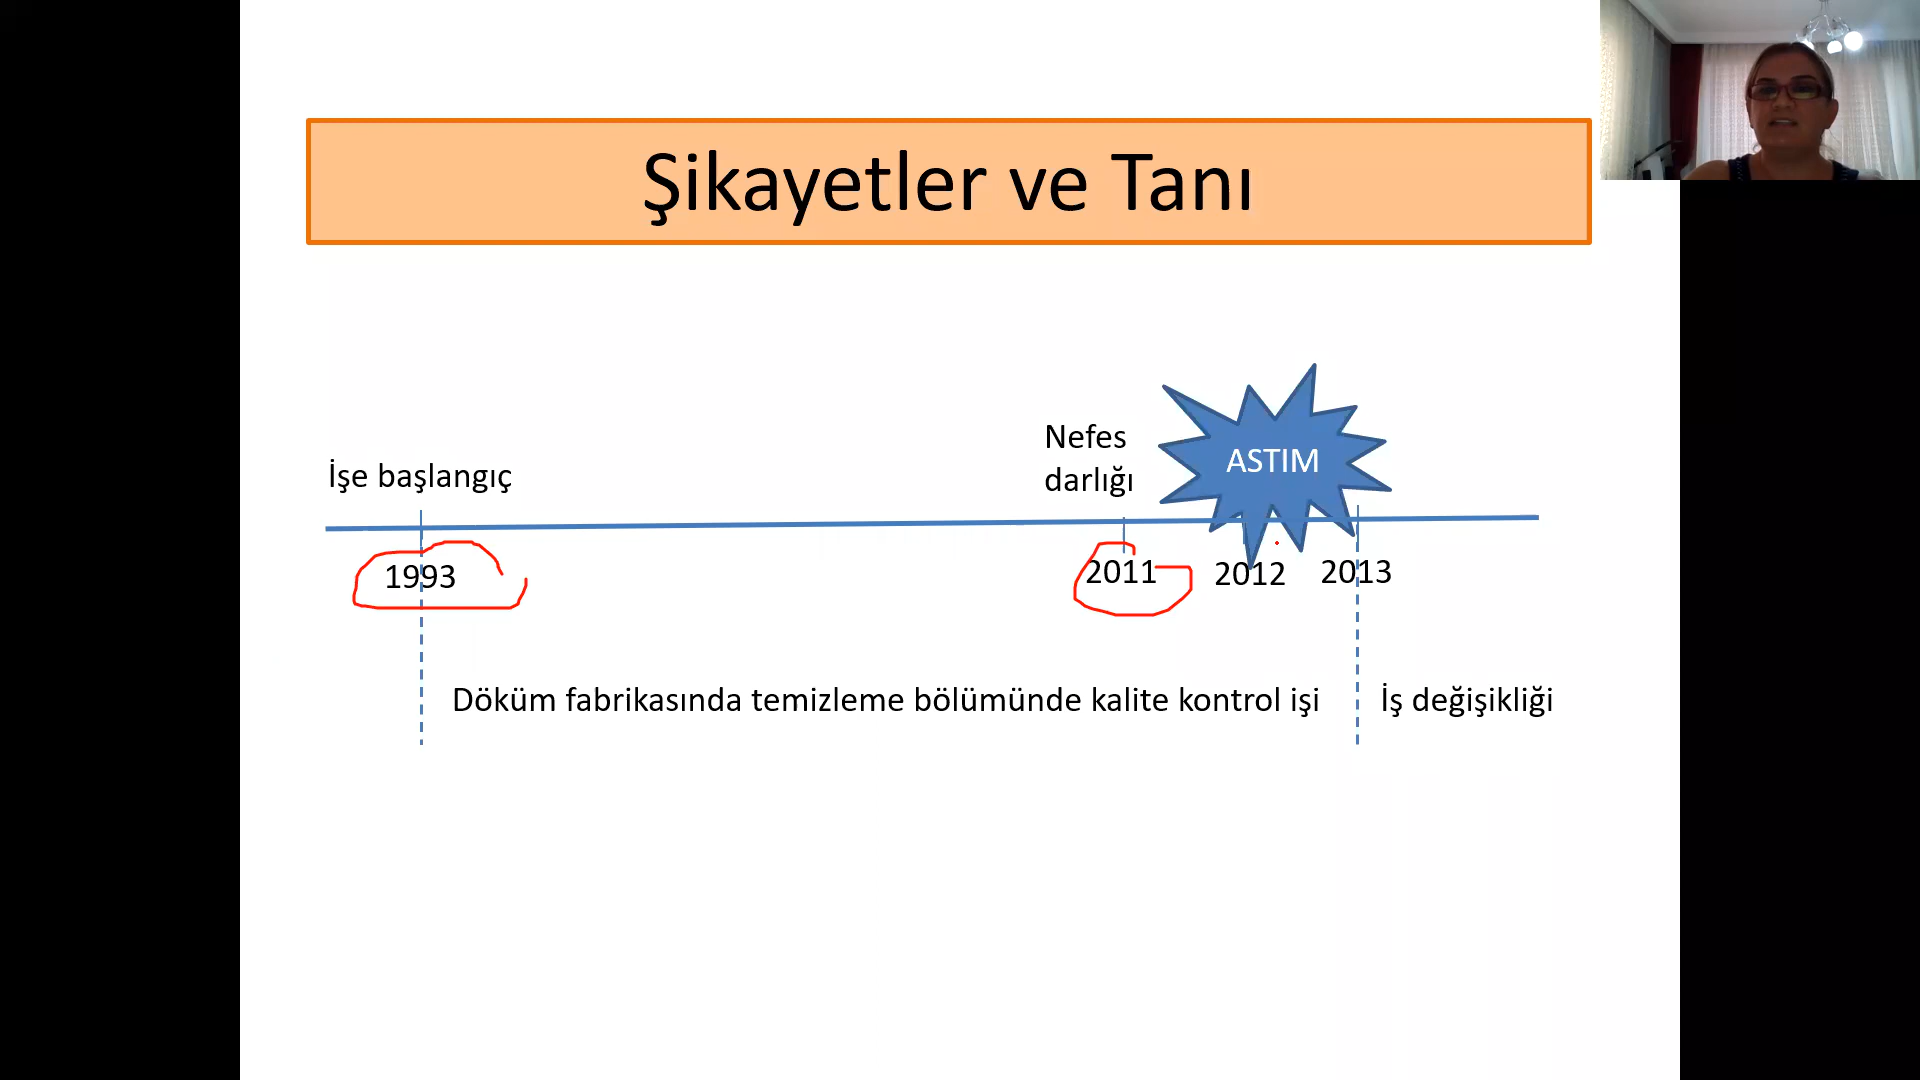 Şikayetler ve Tanı
Nefes
darlığı
ASTIM
İşe başlangıç
1993
2011
2012
2013
Döküm fabrikasında temizleme bölümünde kalite kontrol işi
İş değişikliği